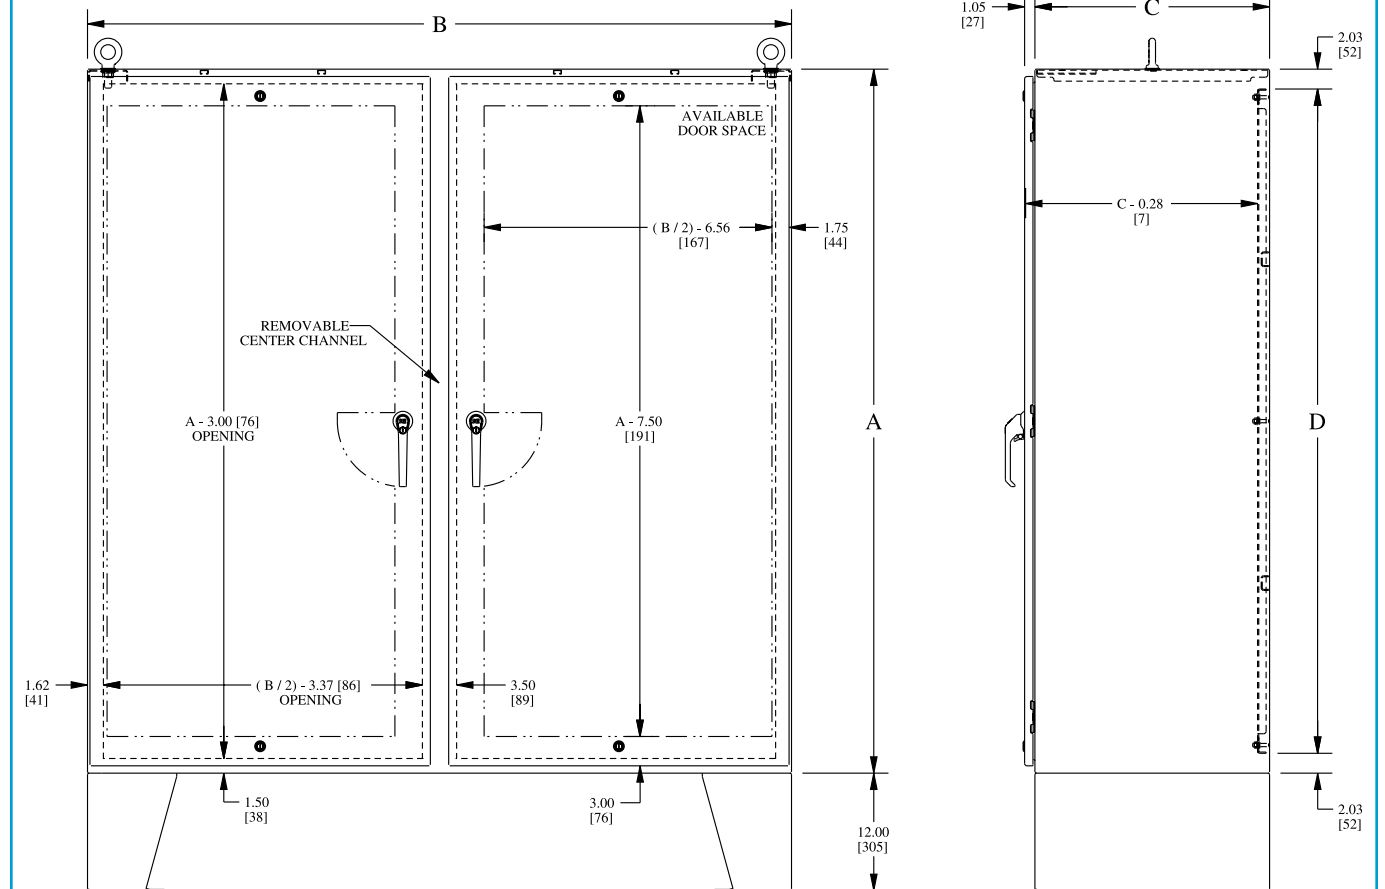 B
1.05
[27]
C
2.03
[52]
AVAILABLE
DOOR SPACE
C - 0.28
[7]
( B / 2) - 6.56
[167]
1.75
[44]
REMOVABLE
CENTER CHANNEL
A - 3.00 [76]
OPENING
A - 7.50
[191]
A
D
1.62
[41]
( B / 2) - 3.37 [86]
OPENING
3.50
[89]
1.50
[38]
3.00
[76]
12.00
[305]
2.03
[52]